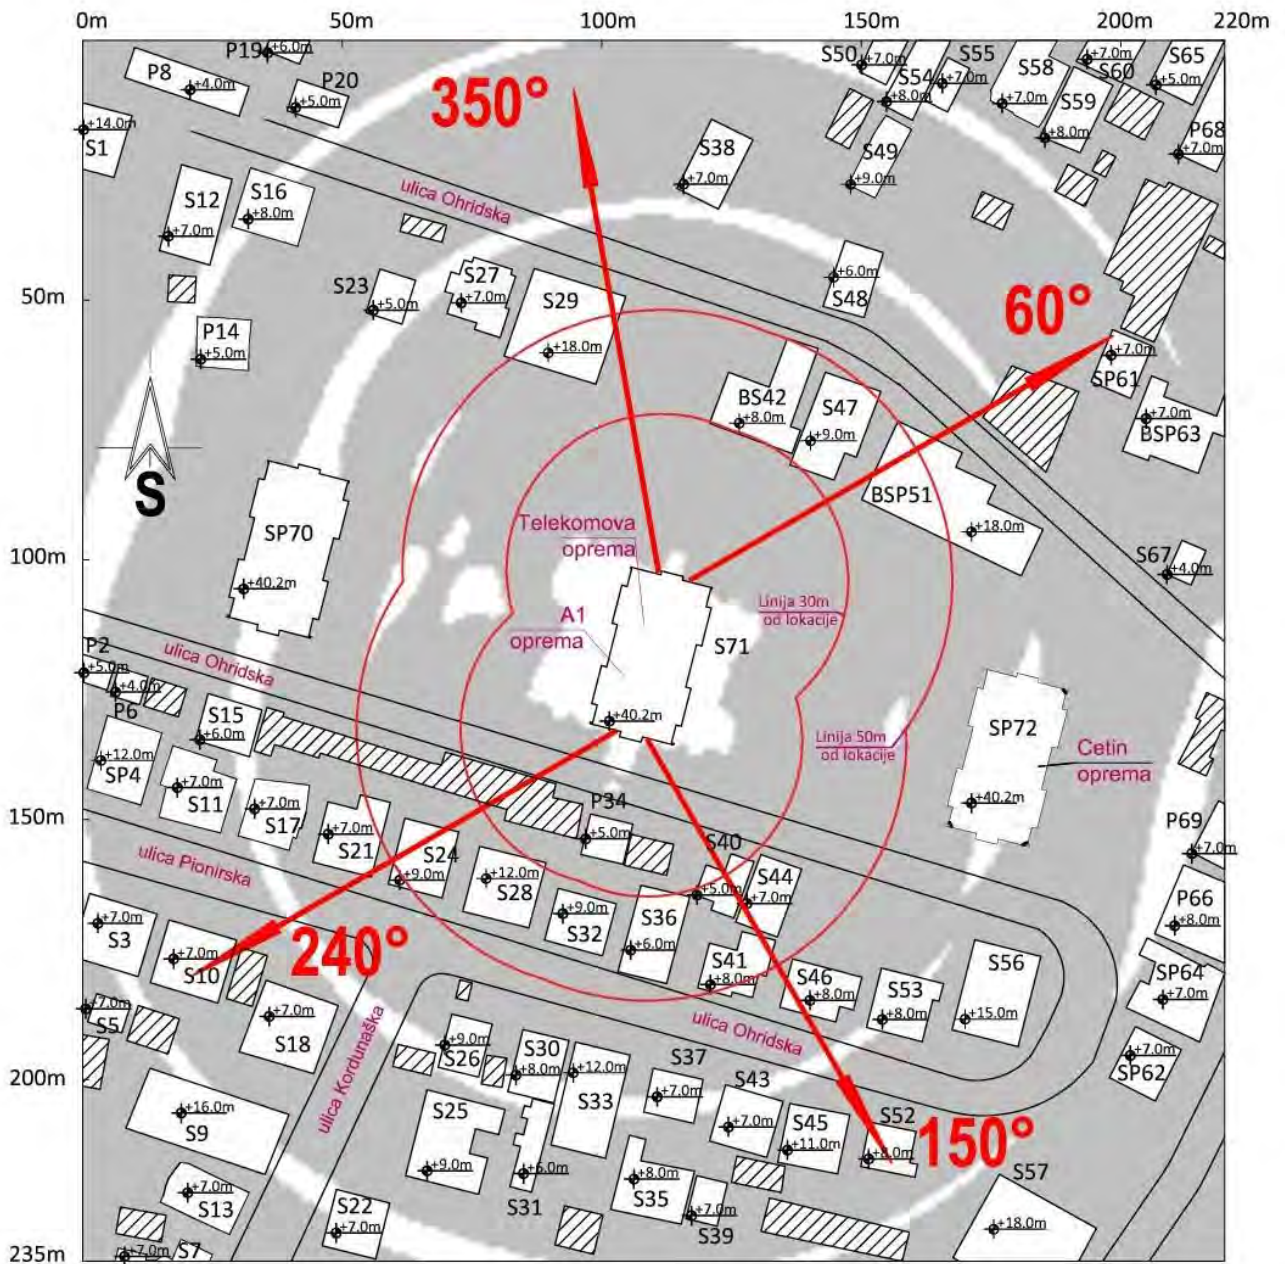 0m 50m 100m 150m 200m 220m
P19 +6.0m S50 +7.0m S55 +7.0m S65
P8 +4.0m P20 +5.0m S54 +7.0m S58 S60 +5.0m
350° +8.0m +7.0m S59
+14.0m +8.0m P68
S1 S38 S49 +7.0m
S12 S16 ulica Ohridska +7.0m +9.0m
+8.0m
+7.0m
S23 S27 +6.0m
50m +5.0m +7.0m S29 S48 60°
P14 +18.0m +7.0m
+5.0m SP61
BS42 S47 +7.0m
+8.0m +9.0m BSP63
S
BSP51
SP70 Telekomova +18.0m
oprema
100m S67
+40.2m +4.0m
A1 Linija 30m
oprema od lokacije
S71
P2 ulica Ohridska
+5.0m
+4.0m
P6 S15 +40.2m SP72
+6.0m Linija 50m
+12.0m od lokacije Cetin
SP4 +7.0m oprema
S11 +7.0m +40.2m
150m S17 +7.0m P34 P69
S21 +5.0m +7.0m
ulica Pionirska S24 S40
+9.0m +12.0m +5.0m S44 P66
S28 +7.0m
+7.0m +9.0m S36 +8.0m
S3 S32
+7.0m 240° +6.0m S41 S56
S10 +8.0m S46 SP64
+7.0m +8.0m S53 +7.0m
S5 +7.0m +8.0m +15.0m
S18 ulica Ohridska
ulica Kordunaška
+9.0m S30 S37 +7.0m
200m S26 +8.0m +12.0m SP62
+7.0m S43
+16.0m S25 S33
S9 +7.0m S45 S52
+11.0m 150°
+9.0m +8.0m
+7.0m +6.0m +8.0m S57
S13 S22 S31 S35
+7.0m +7.0m +18.0m
S39
235m +7.0m S7